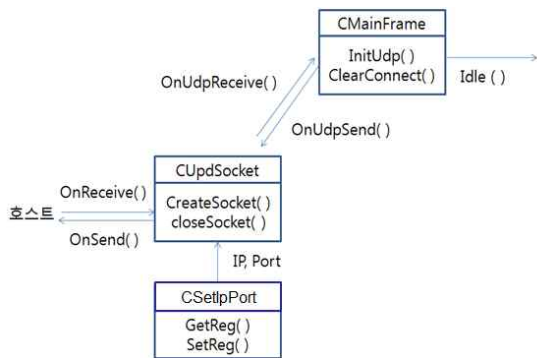 CMainFrame
InitUdp( )
ClearConnect( )
Idle ( )
OnUdpReceive( )
OnUdpSend( )
CUpdSocket
CreateSocket( )
closeSocket( )
OnReceive( )
호스트
OnSend( )
IP, Port
CSetIpPort
GetReg( )
SetReg( )